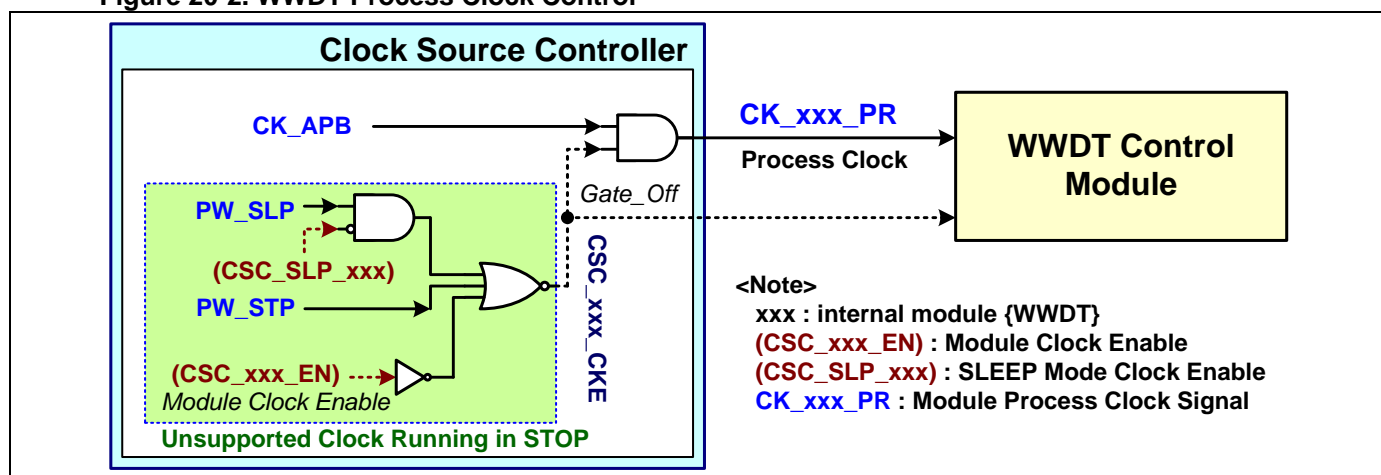 Clock Source Controller
CK_APB
CK_xxx_PR
Process Clock
WWDT Control
Module
Gate_Off
PW_SLP
(CSC_SLP_xxx)
PW_STP
(CSC_xxx_EN)
Module Clock Enable
Unsupported Clock Running in STOP
CSC_xxx_CKE
<Note>
xxx : internal module {WWDT}
(CSC_xxx_EN) : Module Clock Enable
(CSC_SLP_xxx) : SLEEP Mode Clock Enable
CK_xxx_PR : Module Process Clock Signal